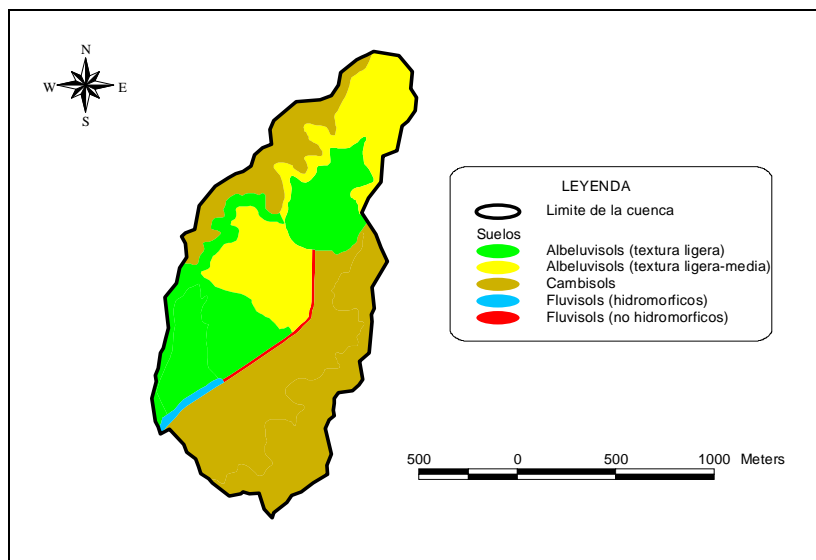 N
W E
S
LEYENDA
Limite de la cuenca
Suelos
Albeluvisols (textura ligera)
Albeluvisols (textura ligera-media)
Cambisols
Fluvisols (hidromorficos)
Fluvisols (no hidromorficos)
500 0 500 1000 Meters